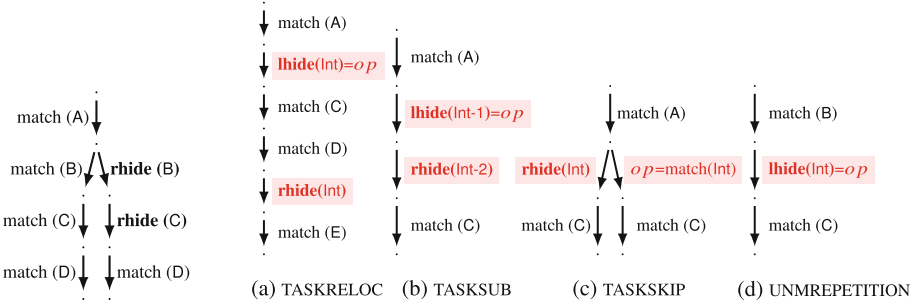 match (A)
match (B)
rhide (B)
match (C)
rhide (C)
match (D)
match (D)
match (A)
lhide(Int)=op
match (C)
match (D)
rhide(Int)
match (E)
(a) TASKRELOC
match (A)
lhide(Int-1)=op
rhide(Int-2)
match (C)
(b) TASKSUB
match (A)
rhide(Int)
op=match(Int)
match (C)
match (C)
(c) TASKSKIP
match (B)
lhide(Int)=op
match (C)
(d) UNMREPETITION